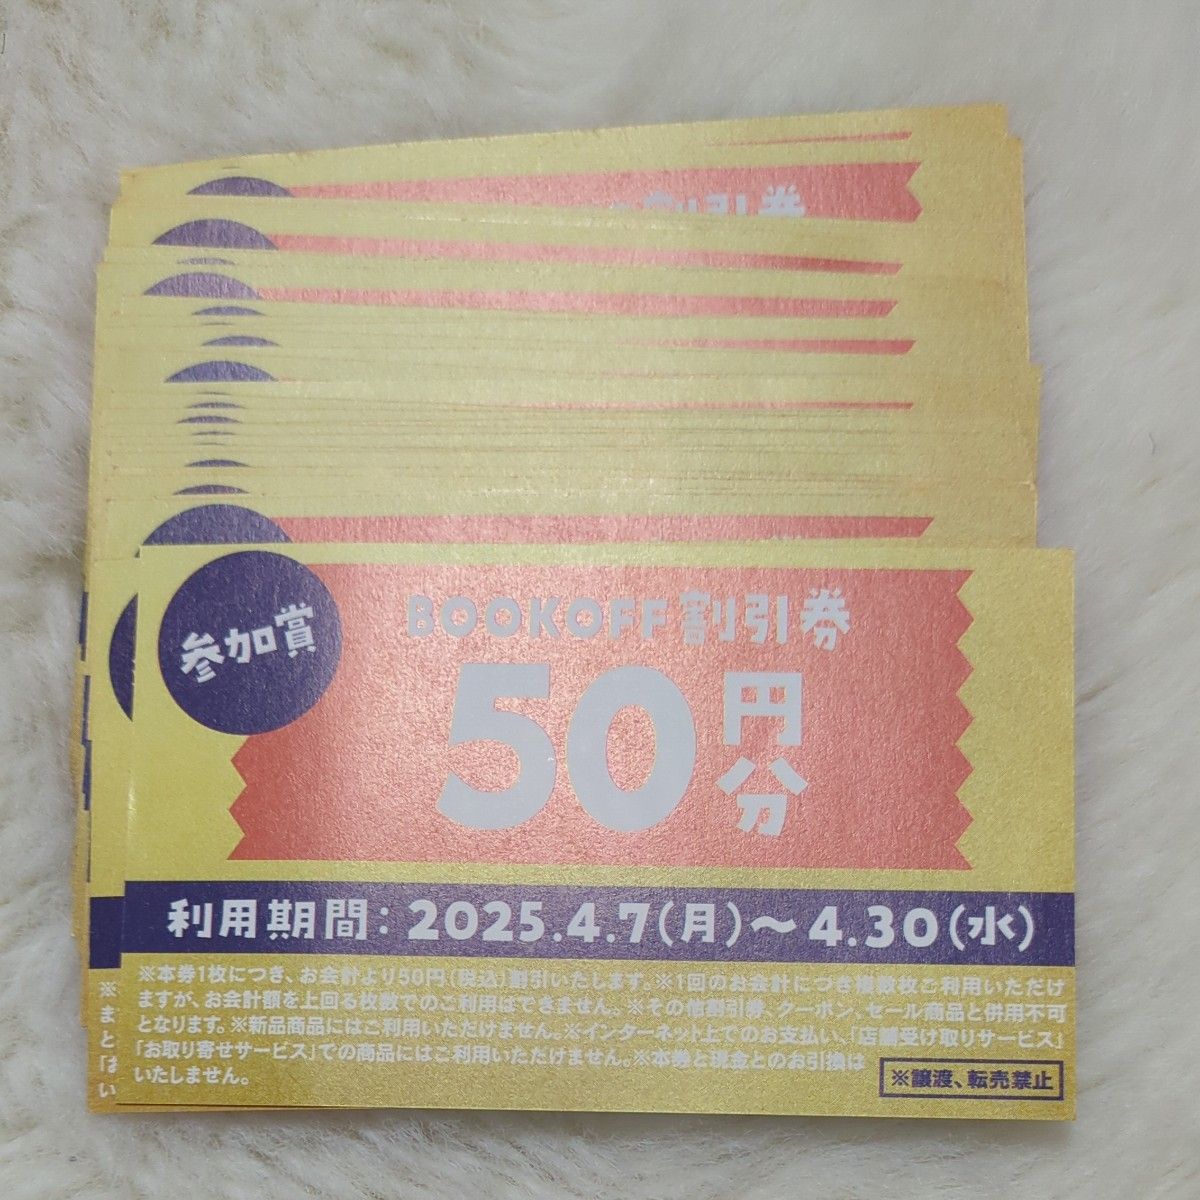 割引券
参加賞
BOOKOFF割引券
50円分
利用期間:2025.4.7(月)～4.30(水)
※本券1枚につき、お会計より50円(税込)割引いたします。※1回のお会計につき複数枚ご利用いただけ
ますが、お会計額を上回る枚数でのご利用はできません。※その他割引券、クーポン、セール商品と併用不可
となります。※新品商品にはご利用いただけません。※インターネット上でのお支払い、「店舗受け取りサービス」
「お取り寄せサービス」での商品にはご利用いただけません。※本券と現金とのお引換は
いたしません。
※譲渡、転売禁止
※
ま
と
「は
い